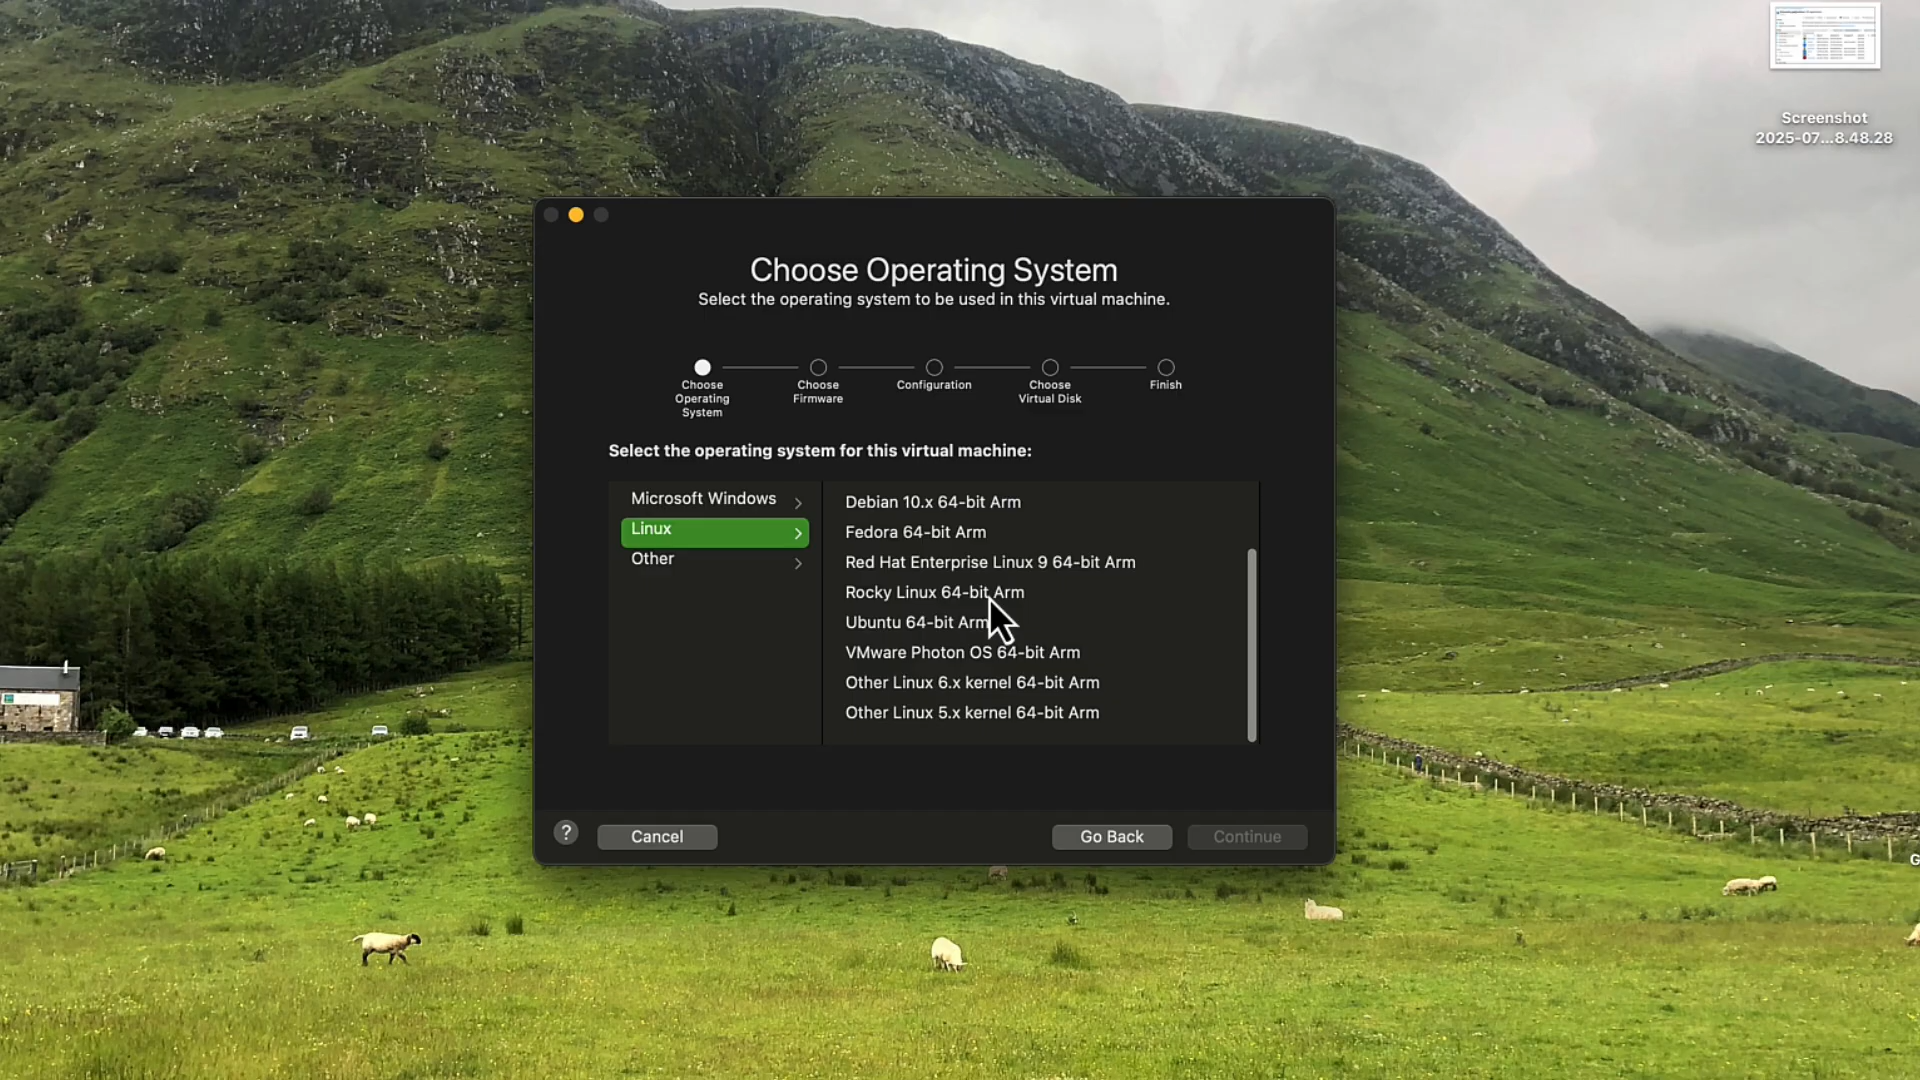 Screenshot
2025-07...8.48.28
Choose Operating System
Select the operating system to be used in this virtual machine.
Choose
Operating
System
Choose
Firmware
Configuration
Choose
Virtual Disk
Finish
Select the operating system for this virtual machine:
Microsoft Windows
Linux
Other
Debian 10.x 64-bit Arm
Fedora 64-bit Arm
Red Hat Enterprise Linux 9 64-bit Arm
Rocky Linux 64-bit Arm
Ubuntu 64-bit Arm
VMware Photon OS 64-bit Arm
Other Linux 6.x kernel 64-bit Arm
Other Linux 5.x kernel 64-bit Arm
?
Cancel
Go Back
Continue